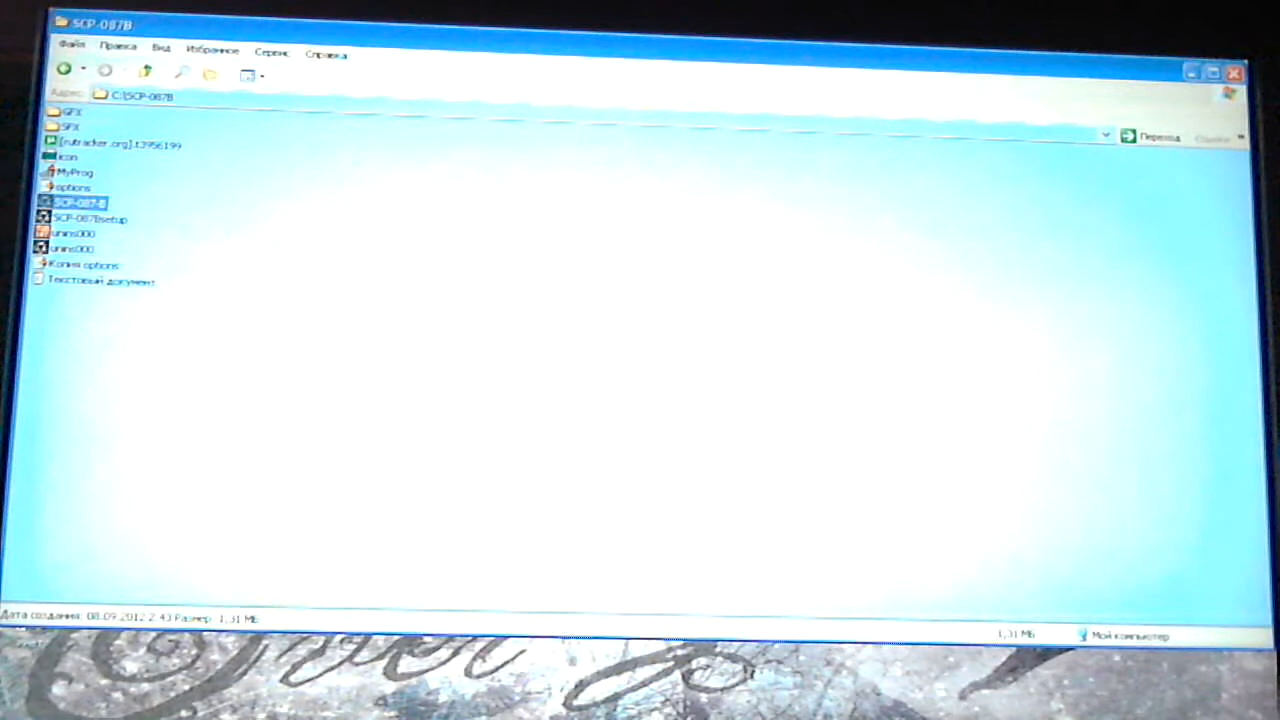 SCP-087B
Файл Правка Вид Избранное Сервис Справка
Адрес: C:\SCP-087B
Переход Ссылки
GFX
SFX
[rutracker.org].t3956199
icon
MyProg
options
SCP-087-B
SCP-087Bsetup
unins000
unins000
Копия options
Текстовый документ
Дата создания: 08.09.2012 2:43 Размер: 1,31 МБ
1,31 МБ
Мой компьютер
Over